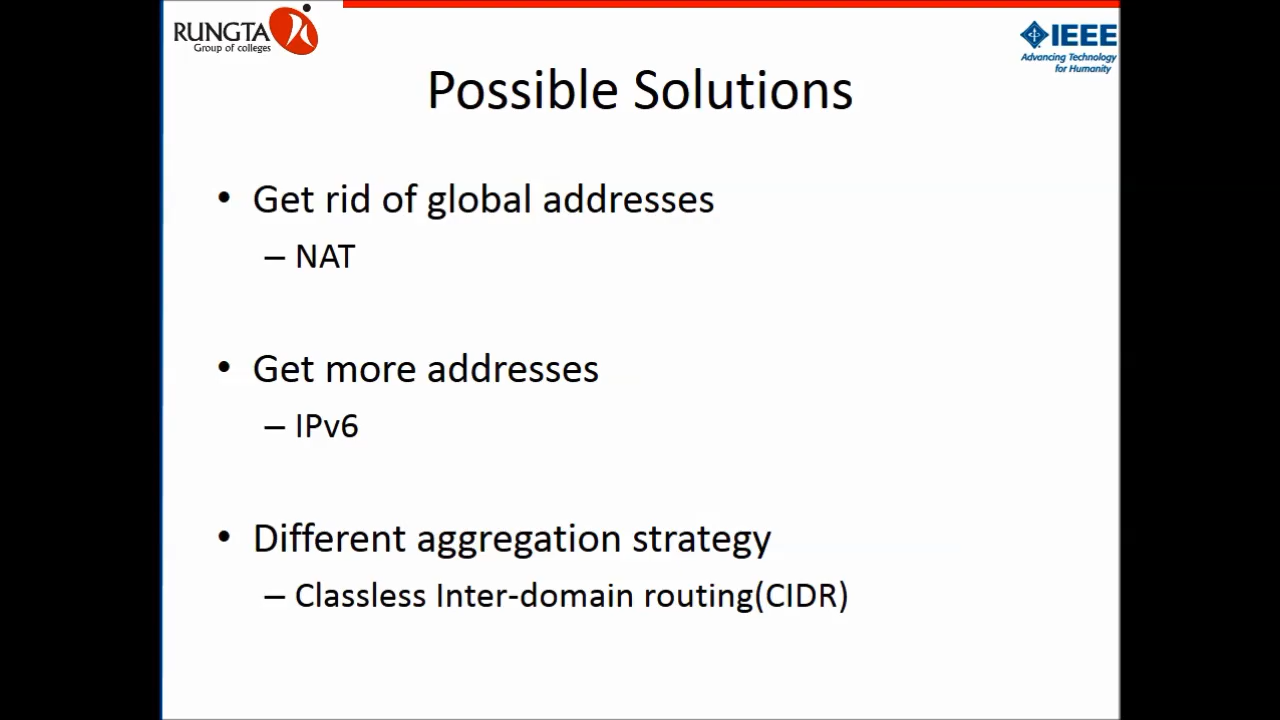 RUNGTA
Group of colleges
IEEE
Advancing Technology
for Humanity
Possible Solutions
• Get rid of global addresses
– NAT
• Get more addresses
– IPv6
• Different aggregation strategy
– Classless Inter-domain routing(CIDR)